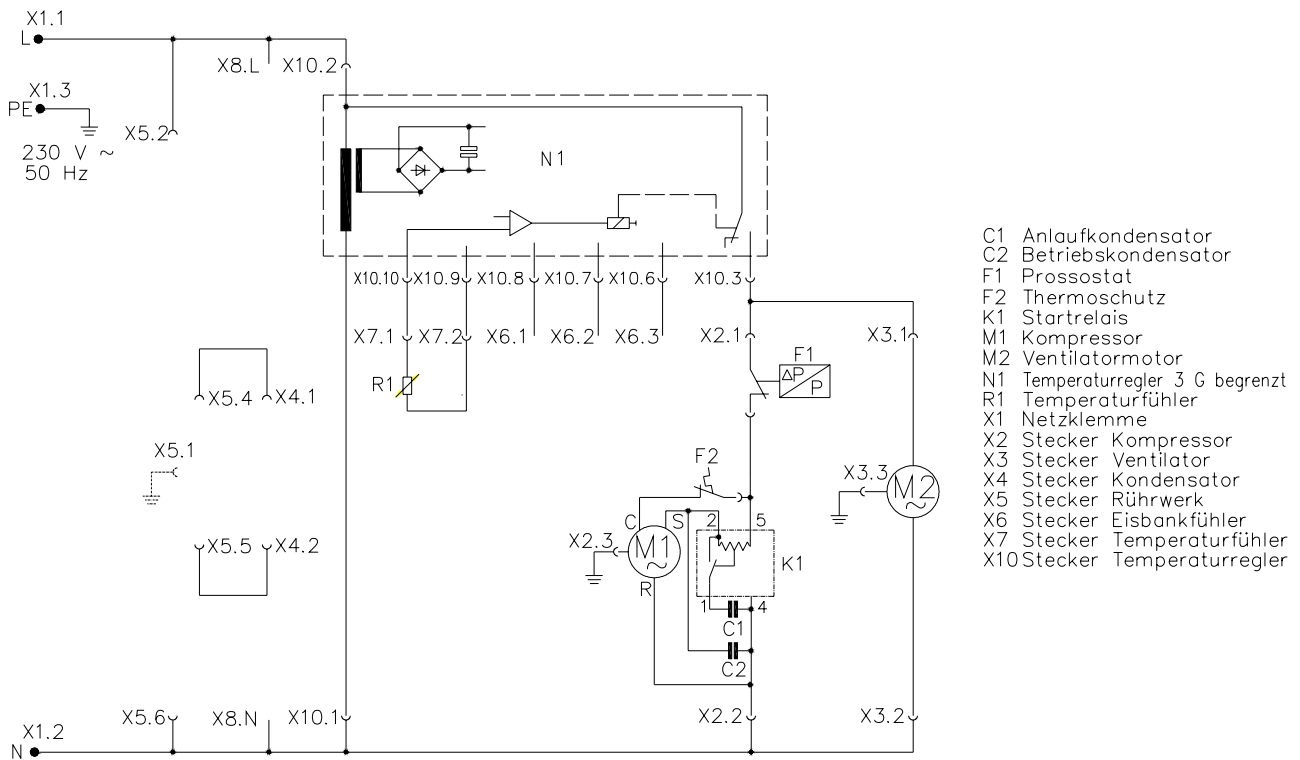 X1.1
L
X8.L
X10.2
X1.3
PE
X5.2
230 V ~
50 Hz
N1
X10.10
X10.9
X10.8
X10.7
X10.6
X10.3
X7.1
X7.2
X6.1
X6.2
X6.3
X2.1
X3.1
R1
F1
△P
P
X5.4
X4.1
X5.1
F2
X3.3
M2
~
C
S
2
5
X2.3
M1
~
K1
R
1
4
C1
C2
X5.5
X4.2
X5.6
X8.N
X10.1
X2.2
X3.2
X1.2
N
C1 Anlaufkondensator
C2 Betriebskondensator
F1 Prossostat
F2 Thermoschutz
K1 Startrelais
M1 Kompressor
M2 Ventilatormotor
N1 Temperaturregler 3 G begrenzt
R1 Temperaturfühler
X1 Netzklemme
X2 Stecker Kompressor
X3 Stecker Ventilator
X4 Stecker Kondensator
X5 Stecker Rührwerk
X6 Stecker Eisbankfühler
X7 Stecker Temperaturfühler
X10 Stecker Temperaturregler